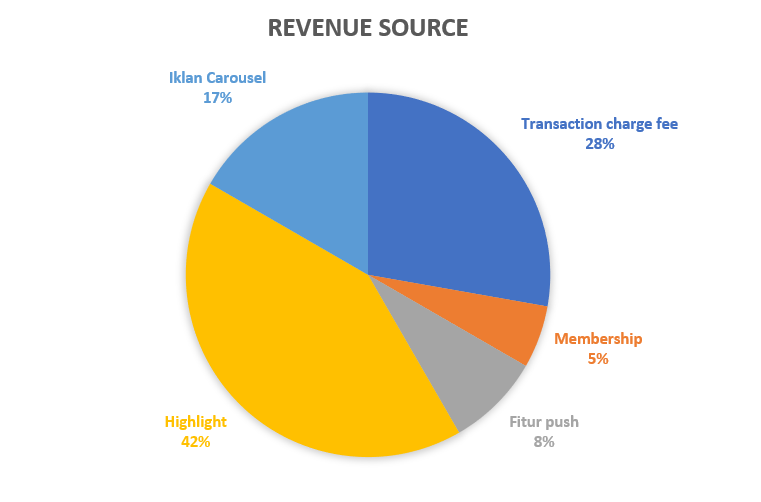 REVENUE SOURCE
Iklan Carousel
17%
Transaction charge fee
28%
Membership
5%
Highlight
42%
Fitur push
8%